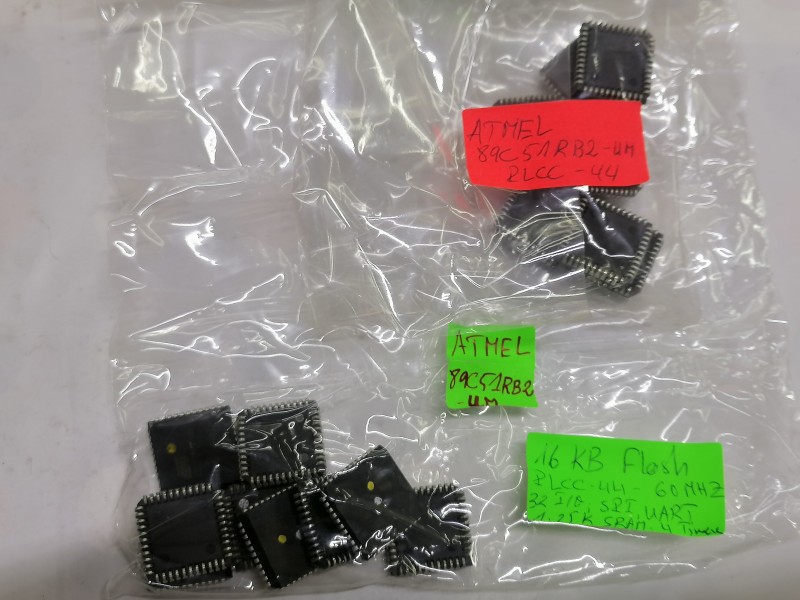 ATMEL
89C51RB2-UM
PLCC-44
ATMEL
89C51RB2
-UM
16 KB Flash
PLCC-44 - 60MHZ
32 I/O, SPI, UART
1.25K SRAM 4 Timere